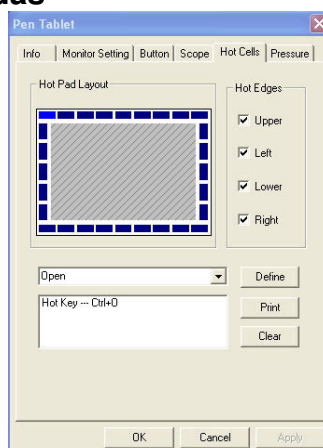 Pen Tablet
Info Monitor Setting Button Scope Hot Cells Pressure
Hot Pad Layout
Hot Edges
Upper
Left
Lower
Right
Open
Define
Hot Key --- Ctrl+O
Print
Clear
OK Cancel Apply